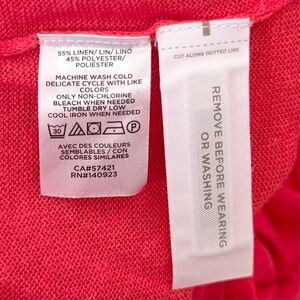 55% LINEN/ LIN/ LINO
45% POLYESTER/
POLIESTER
MACHINE WASH COLD
DELICATE CYCLE WITH LIKE
COLORS
ONLY NON-CHLORINE
BLEACH WHEN NEEDED
TUMBLE DRY LOW
COOL IRON WHEN NEEDED
AVEC DES COULEURS
SEMBLABLES / CON
COLORES SIMILARES
CA#57421
RN#140923
CUT ALONG DOTTED LINE
REMOVE BEFORE WEARING
OR WASHING